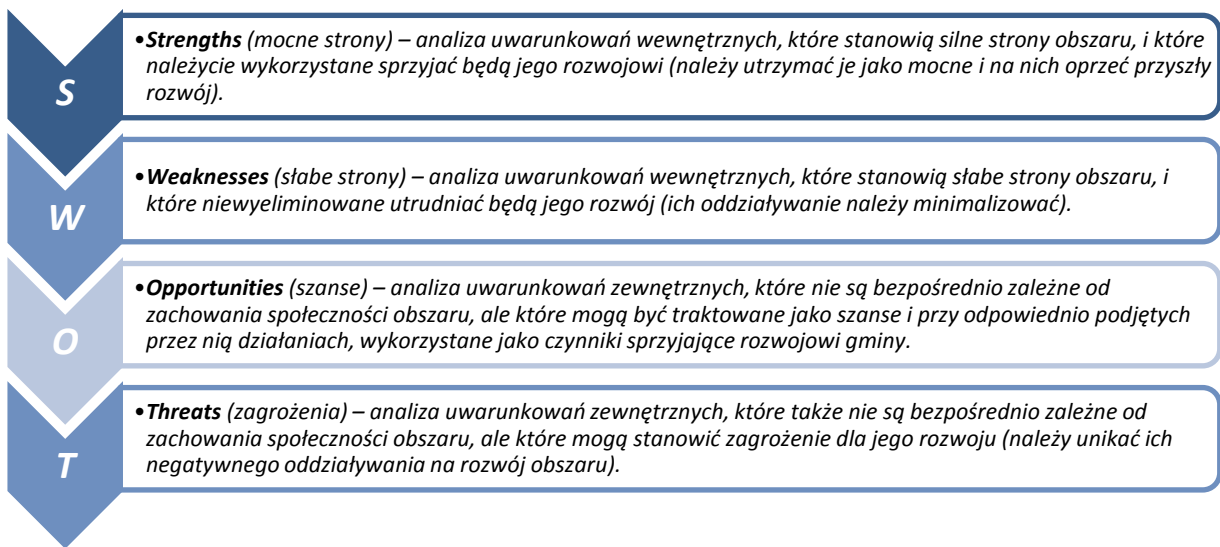 S
•Strengths (mocne strony) – analiza uwarunkowań wewnętrznych, które stanowią silne strony obszaru, i które
należycie wykorzystane sprzyjać będą jego rozwojowi (należy utrzymać je jako mocne i na nich oprzeć przyszły
rozwój).
W
•Weaknesses (słabe strony) – analiza uwarunkowań wewnętrznych, które stanowią słabe strony obszaru, i
które niewyeliminowane utrudniać będą jego rozwój (ich oddziaływanie należy minimalizować).
O
•Opportunities (szanse) – analiza uwarunkowań zewnętrznych, które nie są bezpośrednio zależne od
zachowania społeczności obszaru, ale które mogą być traktowane jako szanse i przy odpowiednio podjętych
przez nią działaniach, wykorzystane jako czynniki sprzyjające rozwojowi gminy.
T
•Threats (zagrożenia) – analiza uwarunkowań zewnętrznych, które także nie są bezpośrednio zależne od
zachowania społeczności obszaru, ale które mogą stanowić zagrożenie dla jego rozwoju (należy unikać ich
negatywnego oddziaływania na rozwój obszaru).